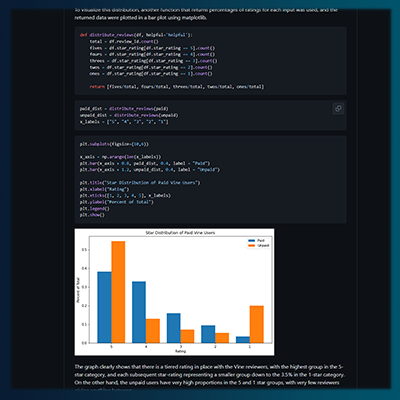 To visualize this distribution, another function that returns percentages of ratings for each input was used, and the
returned data were plotted in a bar plot using matplotlib.
def distribute_reviews(df, helpful='helpful'):
total = df.review_id.count()
fives = df.star_rating[df.star_rating == 5].count()
fours = df.star_rating[df.star_rating == 4].count()
threes = df.star_rating[df.star_rating == 3].count()
twos = df.star_rating[df.star_rating == 2].count()
ones = df.star_rating[df.star_rating == 1].count()
return [fives/total, fours/total, threes/total, twos/total, ones/total]
paid_dist = distribute_reviews(paid)
unpaid_dist = distribute_reviews(unpaid)
x_labels = ["5", "4", "3", "2", "1"]
plt.subplots(figsize=(10,6))
x_axis = np.arange(len(x_labels))
plt.bar(x_axis + 0.8, paid_dist, 0.4, label = "Paid")
plt.bar(x_axis + 1.2, unpaid_dist, 0.4, label = "Unpaid")
plt.title("Star Distribution of Paid Vine Users")
plt.xlabel("Rating")
plt.xticks([1, 2, 3, 4, 5], x_labels)
plt.ylabel("Percent of Total")
plt.legend()
plt.show()
Star Distribution of Paid Vine Users
Paid
Unpaid
0.5
0.4
0.3
0.2
0.1
0.0
Percent of Total
5 4 3 2 1
Rating
The graph clearly shows that there is a tiered rating in place with the Vine reviewers, with the highest group in the 5-
star category, and each subsequent star-rating representing a smaller group down to the 3.5% in the 1-star category.
On the other hand, the unpaid users have very high proportions in the 5 and 1 star groups, with very few reviewers